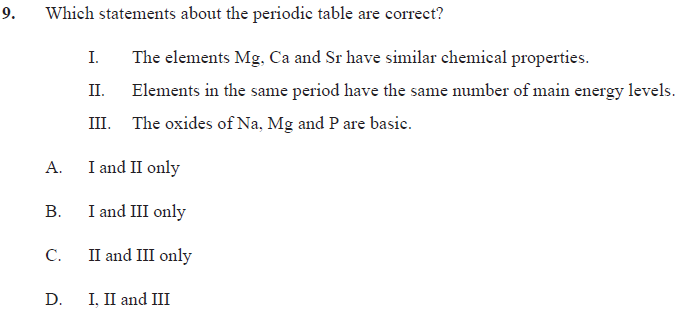 9. Which statements about the periodic table are correct?
I. The elements Mg, Ca and Sr have similar chemical properties.
II. Elements in the same period have the same number of main energy levels.
III. The oxides of Na, Mg and P are basic.
A. I and II only
B. I and III only
C. II and III only
D. I, II and III